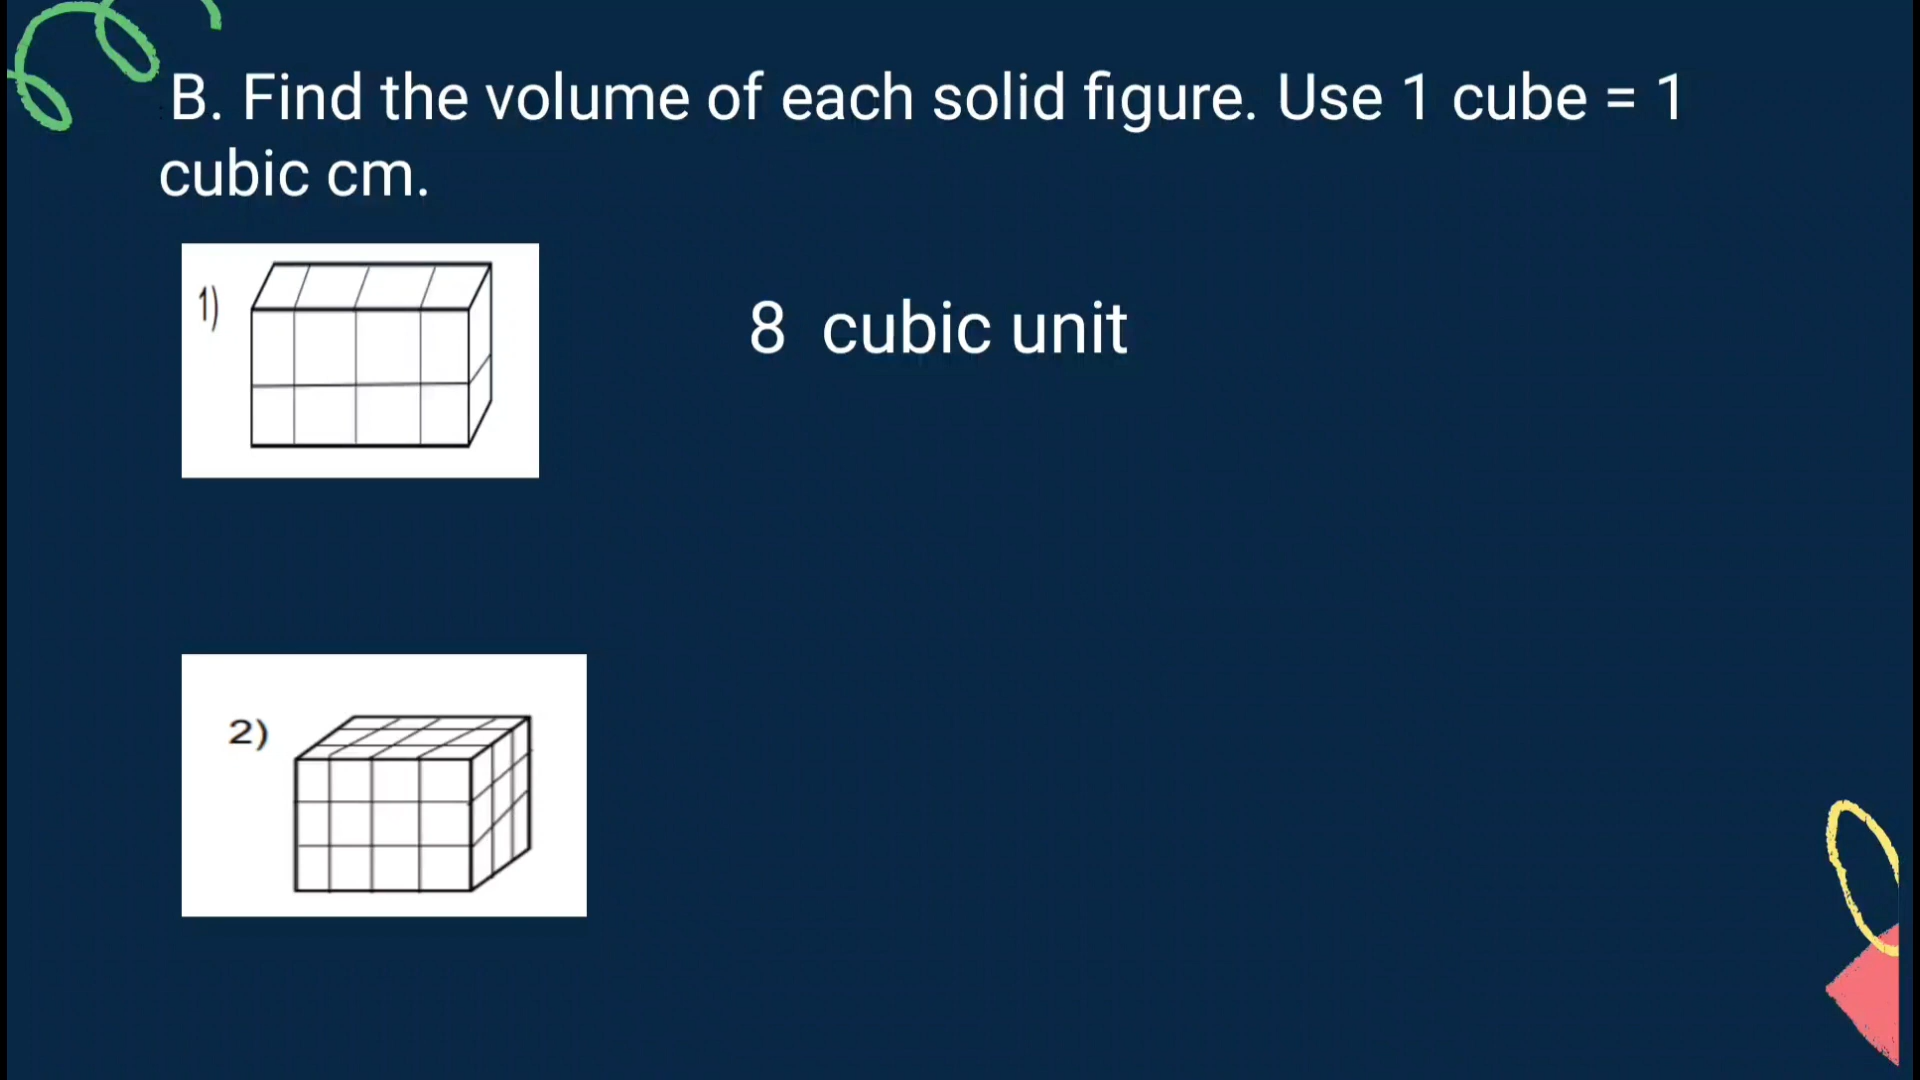 B. Find the volume of each solid figure. Use 1 cube = 1
cubic cm.
1)
8 cubic unit
2)